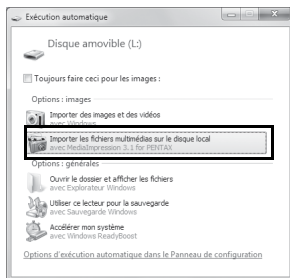 Exécution automatique
Disque amovible (L:)
Toujours faire ceci pour les images :
Options : images
Importer des images et des vidéos
avec Windows
Importer les fichiers multimédias sur le disque local
avec MediaImpression 3.1 for PENTAX
Options : générales
Ouvrir le dossier et afficher les fichiers
avec Explorateur Windows
Utiliser ce lecteur pour la sauvegarde
avec Sauvegarde Windows
Accélérer mon système
avec Windows ReadyBoost
Options d'exécution automatique dans le Panneau de configuration